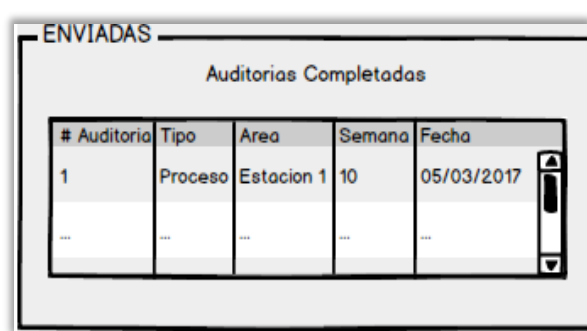 ENVIADAS
Auditorias Completadas
# Auditoria Tipo Area Semana Fecha
1 Proceso Estacion 1 10 05/03/2017
... ... ... ... ...